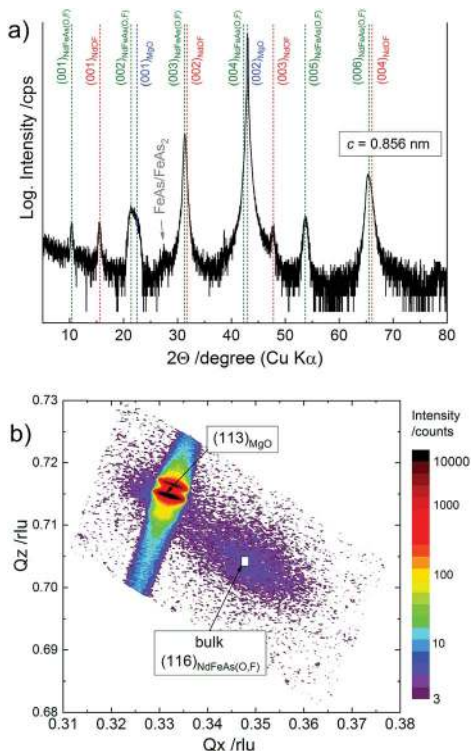 a)
Log. Intensity /cps
(001)NdFeAs(O,F)
(001)NdOF
(002)NdFeAs(O,F)
(001)MgO
FeAs/FeAs2
(003)NdFeAs(O,F)
(002)NdOF
(004)NdFeAs(O,F)
(002)MgO
(003)NdOF
(005)NdFeAs(O,F)
(006)NdFeAs(O,F)
(004)NdOF
c = 0.856 nm
10 20 30 40 50 60 70 80
2Θ /degree (Cu Kα)
b)
Qz /rlu
0.73
0.72
0.71
0.70
0.69
0.68
(113)MgO
bulk
(116)NdFeAs(O,F)
0.31 0.32 0.33 0.34 0.35 0.36 0.37 0.38
Qx /rlu
Intensity
/counts
10000
1000
100
10
3